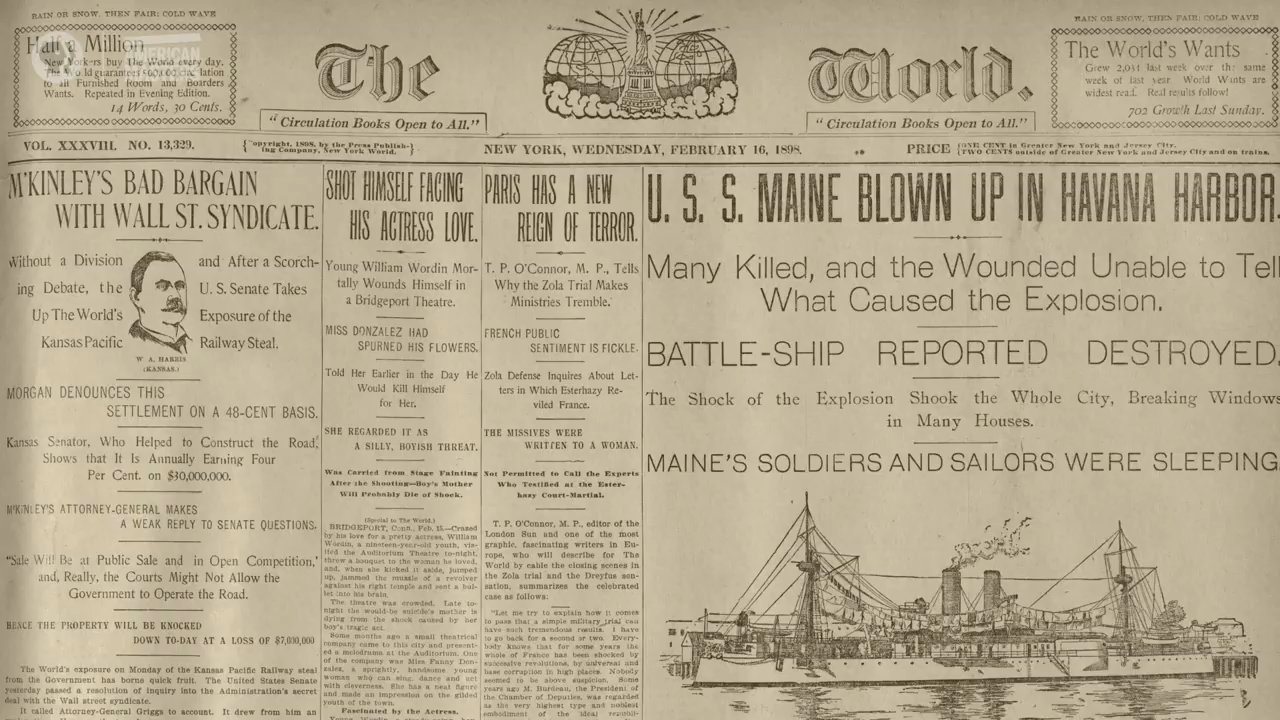 RAIN OR SNOW, THEN FAIR; COLD WAVE
Half a Million
New Yorkers buy The World every day.
to all Furnished Room and Boarders
Wants. Repeated in Evening Edition.
14 Words, 30 Cents.
AMERICAN
The World.
"Circulation Books Open to All."
"Circulation Books Open to All."
RAIN OR SNOW, THEN FAIR; COLD WAVE
The World's Wants
Grew 2,041 last week over the same
week of last year. World Wants are
widest read. Real results follow!
702 Growth Last Sunday.
VOL. XXXVIII. NO. 13,329.
Copyright, 1898, by the Press Publish-
ing Company, New York World.
NEW YORK, WEDNESDAY, FEBRUARY 16, 1898.
PRICE
ONE CENT in Greater New York and Jersey City.
TWO CENTS outside of Greater New York and Jersey City and on trains.
M'KINLEY'S BAD BARGAIN
WITH WALL ST. SYNDICATE.
Without a Division and After a Scorch-
ing Debate, the U. S. Senate Takes
Up The World's Exposure of the
Kansas Pacific Railway Steal.
W. A. HARRIS
(KANSAS.)
MORGAN DENOUNCES THIS
SETTLEMENT ON A 48-CENT BASIS.
Kansas Senator, Who Helped to Construct the Road,
Shows that It Is Annually Earning Four
Per Cent. on $30,000,000.
M'KINLEY'S ATTORNEY-GENERAL MAKES
A WEAK REPLY TO SENATE QUESTIONS.
"Sale Will Be at Public Sale and in Open Competition,'
and, Really, the Courts Might Not Allow the
Government to Operate the Road.
HENCE THE PROPERTY WILL BE KNOCKED
DOWN TO-DAY AT A LOSS OF $7,000,000
The World's exposure on Monday of the Kansas Pacific Railway steal
from the Government has borne quick fruit. The United States Senate
yesterday passed a resolution of inquiry into the Administration's secret
deal with the Wall street syndicate.
It called Attorney-General Griggs to account. It drew from him an
SHOT HIMSELF FACING
HIS ACTRESS LOVE.
Young William Wordin Mor-
tally Wounds Himself in
a Bridgeport Theatre.
MISS DONZALEZ HAD
SPURNED HIS FLOWERS.
Told Her Earlier in the Day He
Would Kill Himself
for Her.
SHE REGARDED IT AS
A SILLY, BOYISH THREAT.
Was Carried from Stage Fainting
After the Shooting—Boy's Mother
Will Probably Die of Shock.
(Special to The World.)
BRIDGEPORT, Conn., Feb. 15.—Crazed
by his love for a pretty actress, William
Wordin, a nineteen-year-old youth, vis-
ited the Auditorium Theatre to-night,
threw a bouquet to the woman he loved,
and, when she kicked it aside, jumped
up, jammed the muzzle of a revolver
against his right temple and sent a bul-
let into his brain.
The theatre was crowded. Late to-
night the would-be suicide's mother is
dying from the shock caused by her
boy's tragic act.
Some months ago a small theatrical
company came to this city and present-
ed a melodrama at the Auditorium. One
of the company was Miss Fanny Don-
zales, a sprightly, handsome young
woman who can sing, dance and act
with cleverness. She has a neat figure
and made an impression on the gilded
youth of the town.
Fascinated by the Actress.
PARIS HAS A NEW
REIGN OF TERROR.
T. P. O'Connor, M. P., Tells
Why the Zola Trial Makes
Ministries Tremble.
FRENCH PUBLIC
SENTIMENT IS FICKLE.
Zola Defense Inquires About Let-
ters in Which Esterhazy Re-
viled France.
THE MISSIVES WERE
WRITTEN TO A WOMAN.
Not Permitted to Call the Experts
Who Testified at the Ester-
hazy Court-Martial.
T. P. O'Connor, M. P., editor of the
London Sun and one of the most
graphic, fascinating writers in Eu-
rope, who will describe for The
World by cable the closing scenes in
the Zola trial and the Dreyfus sen-
sation, summarizes the celebrated
case as follows:
"Let me try to explain how it comes
to pass that a simple military trial can
have such tremendous results. I have
to go back for a second or two. Every-
body knows that for some years the
whole of France has been shocked by
successive revolutions, by universal and
base corruption in high places. Nobody
seemed to be above suspicion. Some
years ago M. Burdeau, the President of
the Chamber of Deputies, was regarded
as the very highest type and noblest
embodiment of the ideal republi-
U. S. S. MAINE BLOWN UP IN HAVANA HARBOR.
Many Killed, and the Wounded Unable to Tell
What Caused the Explosion.
BATTLE-SHIP REPORTED DESTROYED.
The Shock of the Explosion Shook the Whole City, Breaking Windows
in Many Houses.
MAINE'S SOLDIERS AND SAILORS WERE SLEEPING